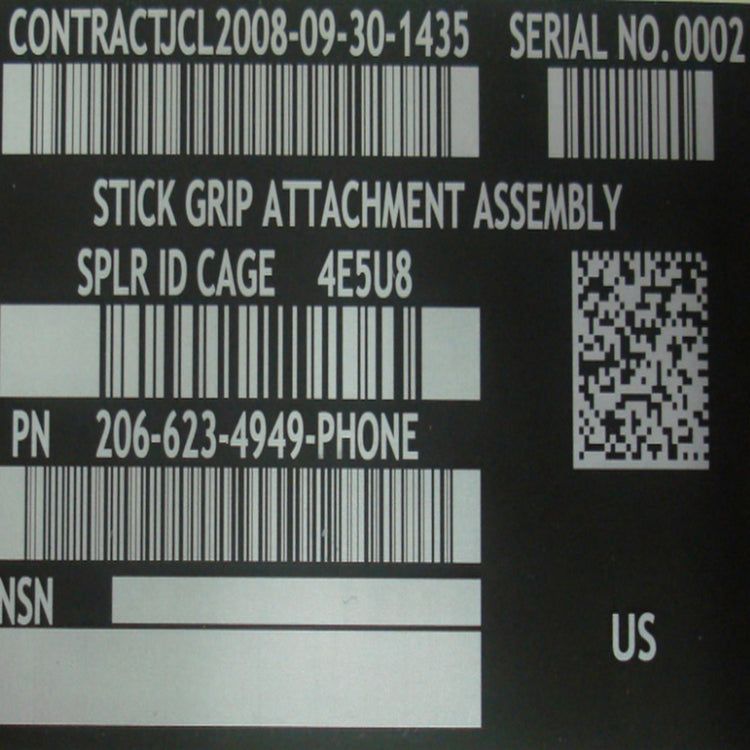 CONTRACTJCL2008-09-30-1435 SERIAL NO. 0002
STICK GRIP ATTACHMENT ASSEMBLY
SPLR ID CAGE 4E5U8
PN 206-623-4949-PHONE
NSN
US